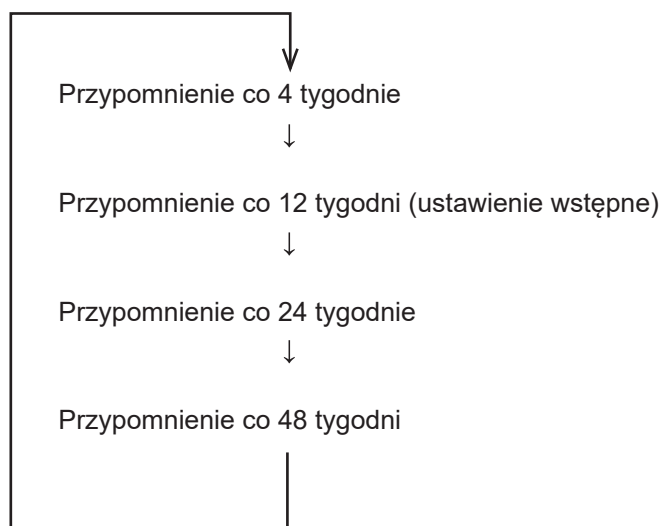 Przypomnienie co 4 tygodnie
↓
Przypomnienie co 12 tygodni (ustawienie wstępne)
↓
Przypomnienie co 24 tygodnie
↓
Przypomnienie co 48 tygodni